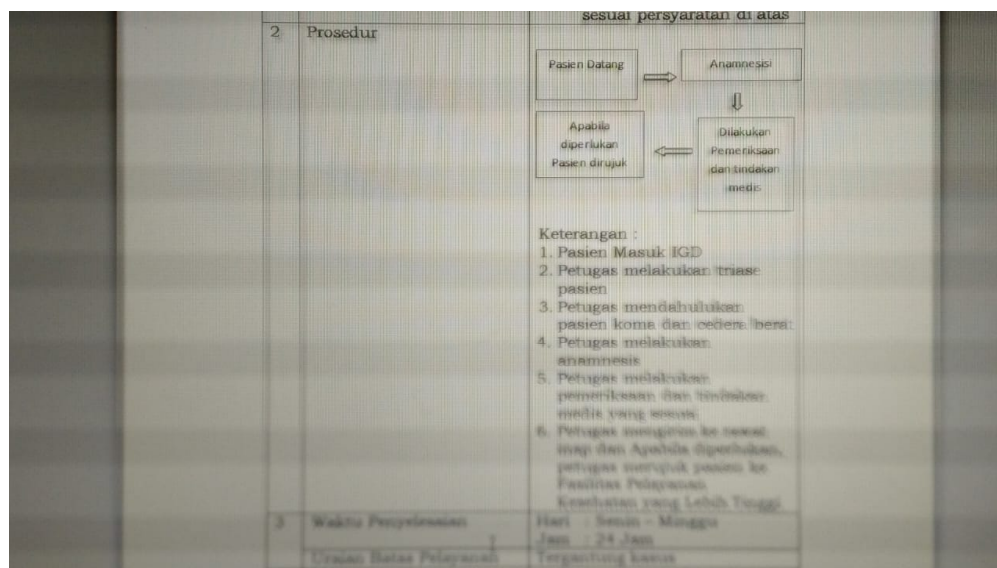 sesuai persyaratan di atas
2 Prosedur
Pasien Datang
Anamnesisi
Apabila
diperlukan
Pasien dirujuk
Dilakukan
Pemeriksaan
dan tindakan
medis
Keterangan :
1. Pasien Masuk IGD
2. Petugas melakukan triase
pasien
3. Petugas mendahulukan
pasien koma dan cedera berat
4. Petugas melakukan
anamnesis
5. Petugas melakukan
pemeriksaan dan tindakan
medis yang sesuai
6. Petugas mengirim ke rawat
inap dan Apabila diperlukan,
petugas merujuk pasien ke
Fasilitas Pelayanan
Kesehatan yang Lebih Tinggi
3 Waktu Penyelesaian Hari : Senin – Minggu
Jam : 24 Jam
Uraian Batas Pelayanan Tergantung kasus